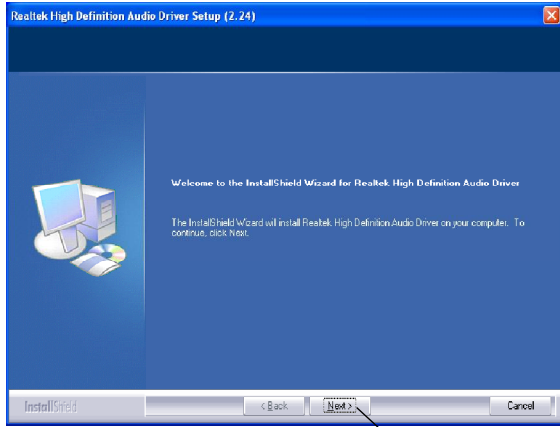 Realtek High Definition Audio Driver Setup (2.24)
Welcome to the InstallShield Wizard for Realtek High Definition Audio Driver
The InstallShield Wizard will install Realtek High Definition Audio Driver on your computer. To
continue, click Next.
InstallShield
< Back
Next >
Cancel